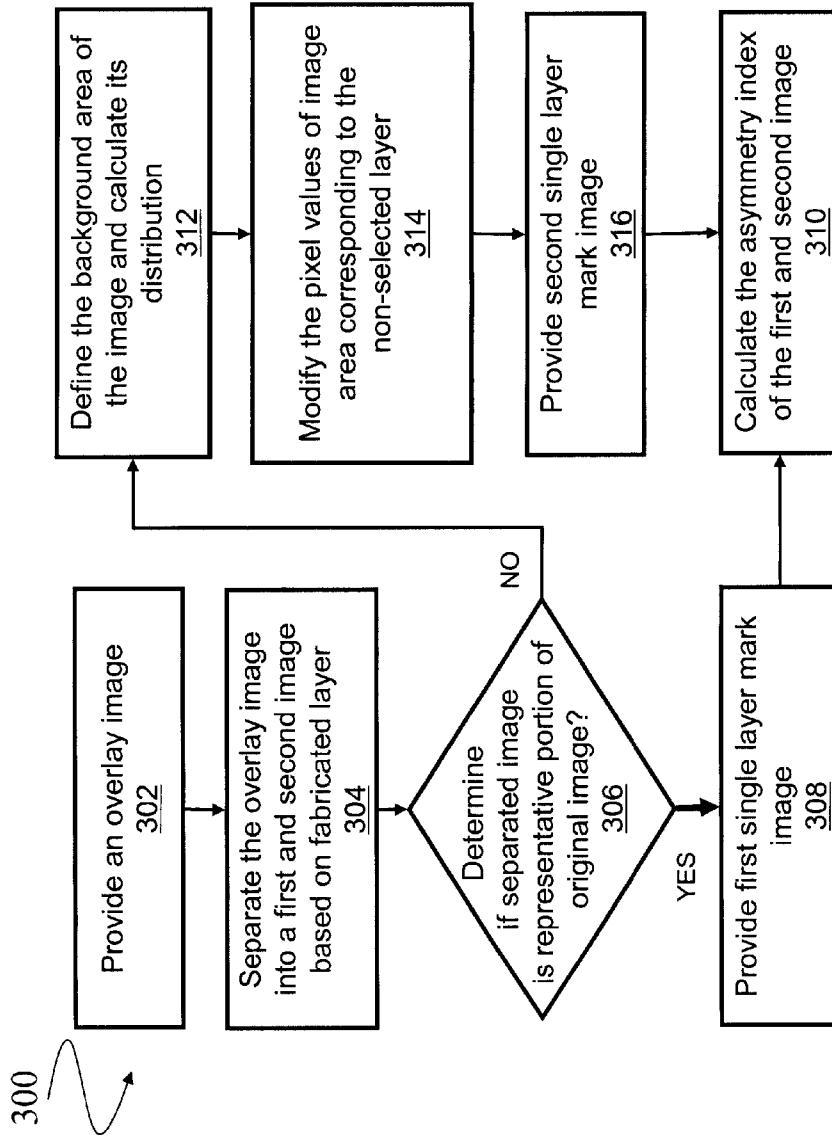 300
Provide an overlay image
302
Separate the overlay image
into a first and second image
based on fabricated layer
304
Determine
if separated image
is representative portion of
original image?
306
NO
YES
Provide first single layer mark
image
308
Define the background area of
the image and calculate its
distribution
312
Modify the pixel values of image
area corresponding to the
non-selected layer
314
Provide second single layer
mark image
316
Calculate the asymmetry index
of the first and second image
310